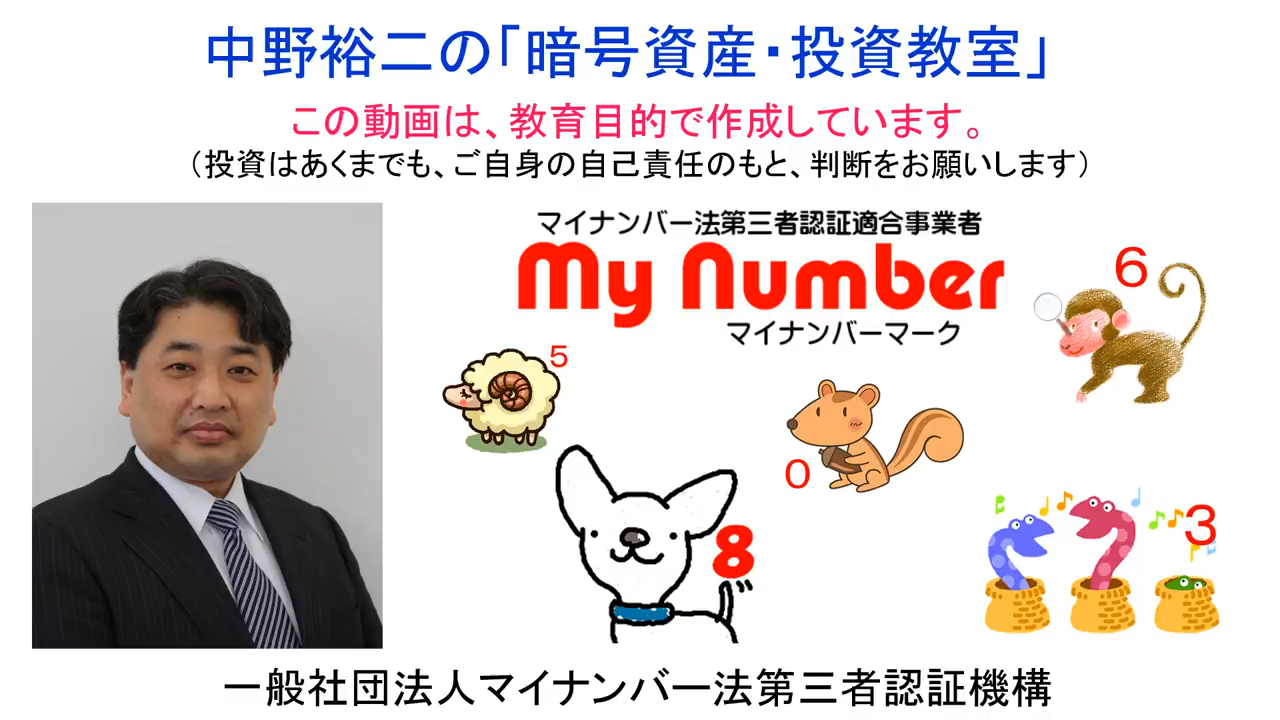 中野裕二の「暗号資産・投資教室」
この動画は、教育目的で作成しています。
（投資はあくまでも、ご自身の自己責任のもと、判断をお願いします）
マイナンバー法第三者認証適合事業者
My Number
マイナンバーマーク
6
5
0
8
3
一般社団法人マイナンバー法第三者認証機構